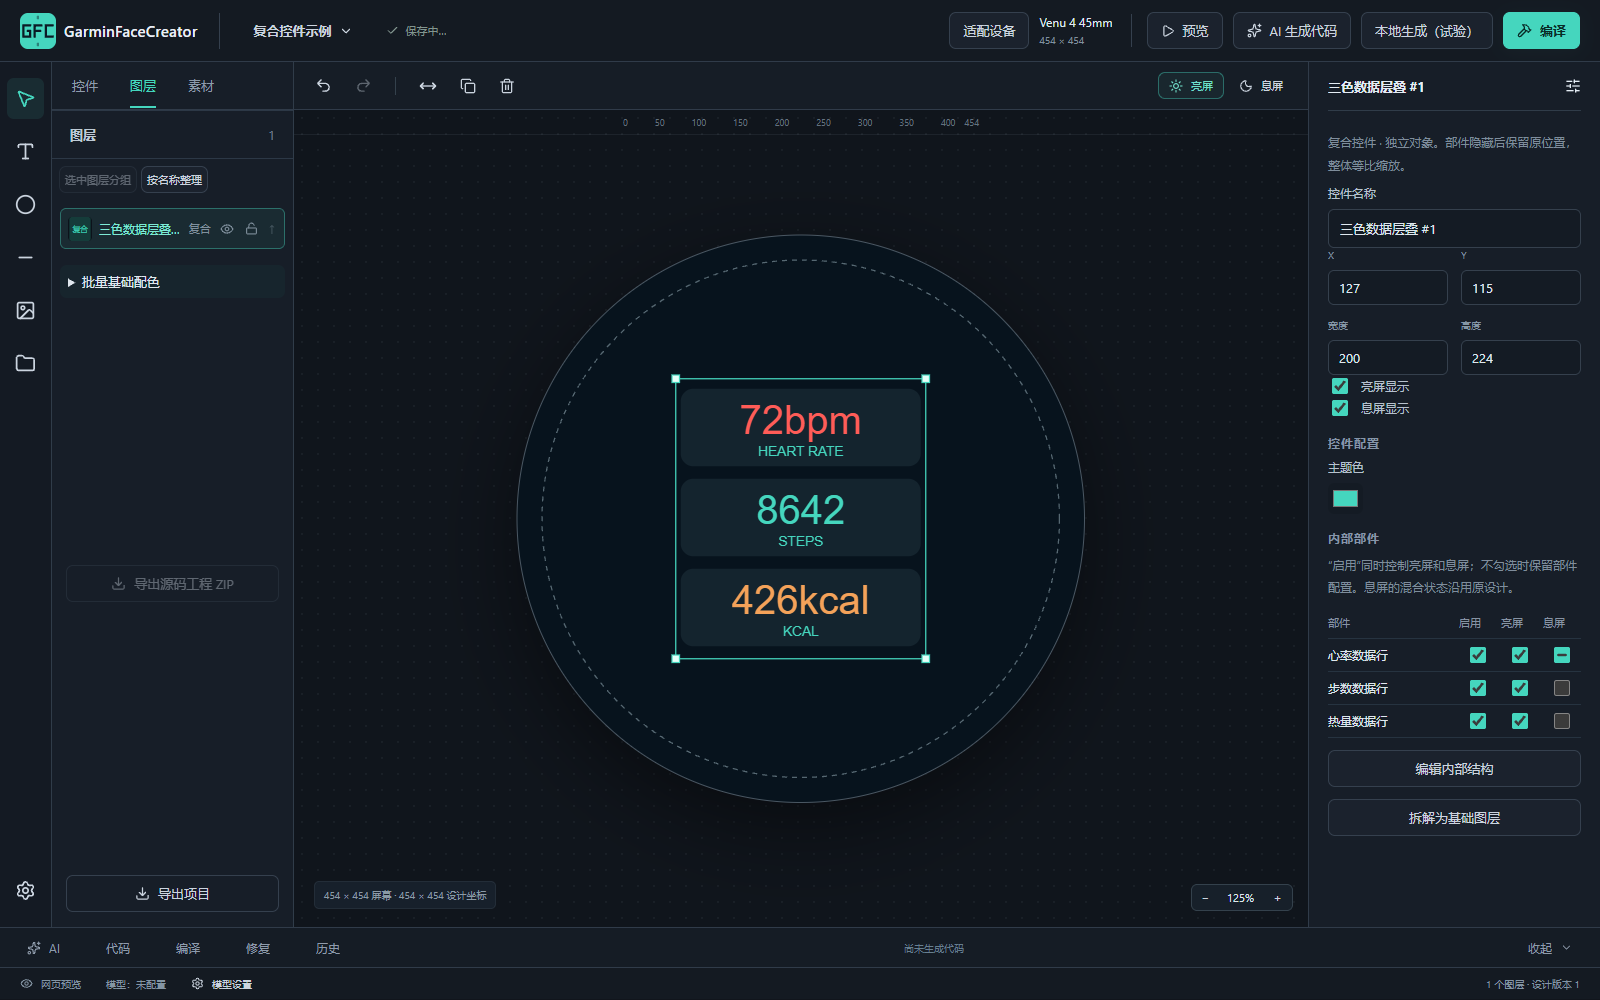 GFC GarminFaceCreator
复合控件示例
保存中...
适配设备
Venu 4 45mm
454 × 454
预览
AI 生成代码
本地生成（试验）
编译
控件 图层 素材
亮屏 息屏
图层 1
选中图层分组 按名称整理
复合 三色数据层叠... 复合
批量基础配色
导出源码工程 ZIP
导出项目
0 50 100 150 200 250 300 350 400 454
72bpm
HEART RATE
8642
STEPS
426kcal
KCAL
454 × 454 屏幕 · 454 × 454 设计坐标
− 125% +
三色数据层叠 #1
复合控件 · 独立对象。部件隐藏后保留原位置，
整体等比缩放。
控件名称
三色数据层叠 #1
X Y
127 115
宽度 高度
200 224
亮屏显示
息屏显示
控件配置
主题色
内部部件
“启用”同时控制亮屏和息屏；不勾选时保留部件
配置。息屏的混合状态沿用原设计。
部件 启用 亮屏 息屏
心率数据行
步数数据行
热量数据行
编辑内部结构
拆解为基础图层
AI 代码 编译 修复 历史
尚未生成代码
收起
网页预览 模型：未配置 模型设置
1 个图层 · 设计版本 1